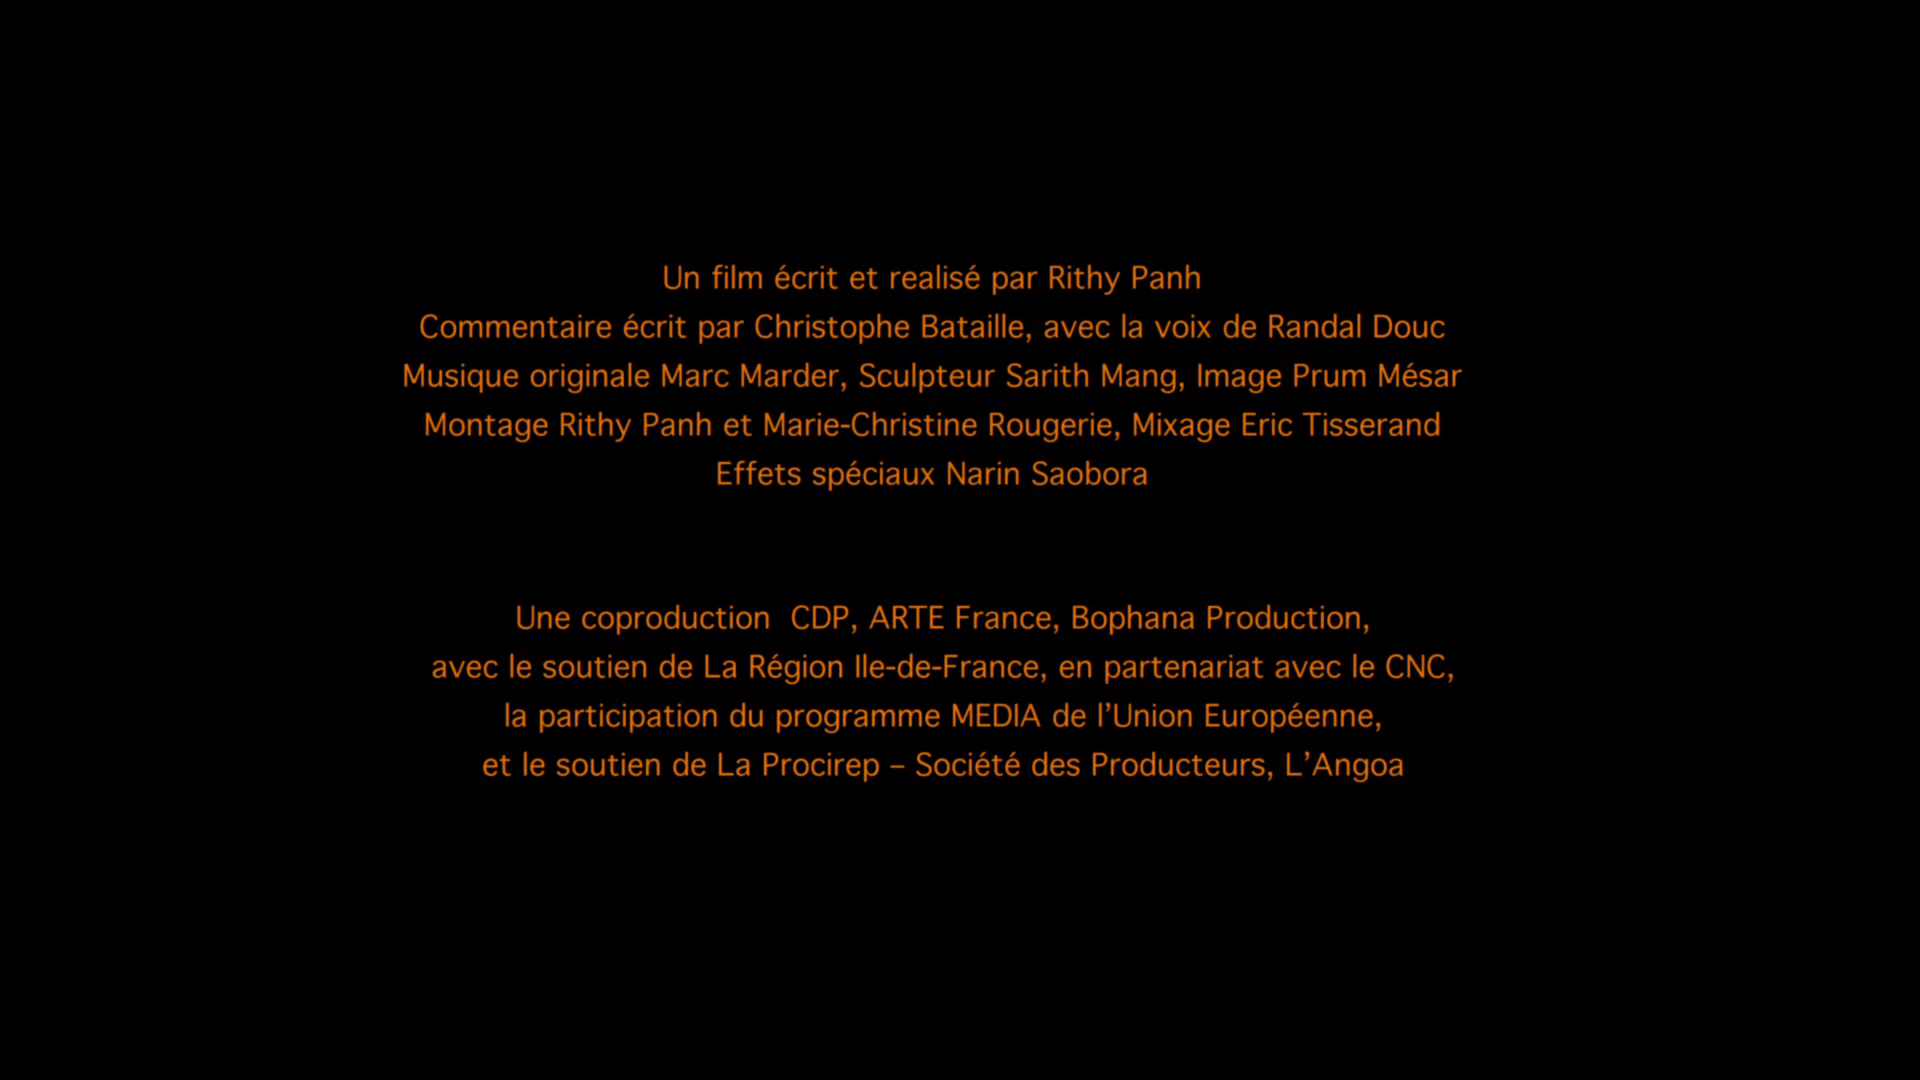 Un film écrit et realisé par Rithy Panh
Commentaire écrit par Christophe Bataille, avec la voix de Randal Douc
Musique originale Marc Marder, Sculpteur Sarith Mang, Image Prum Mésar
Montage Rithy Panh et Marie-Christine Rougerie, Mixage Eric Tisserand
Effets spéciaux Narin Saobora
Une coproduction  CDP, ARTE France, Bophana Production,
avec le soutien de La Région Ile-de-France, en partenariat avec le CNC,
la participation du programme MEDIA de l’Union Européenne,
et le soutien de La Procirep – Société des Producteurs, L’Angoa